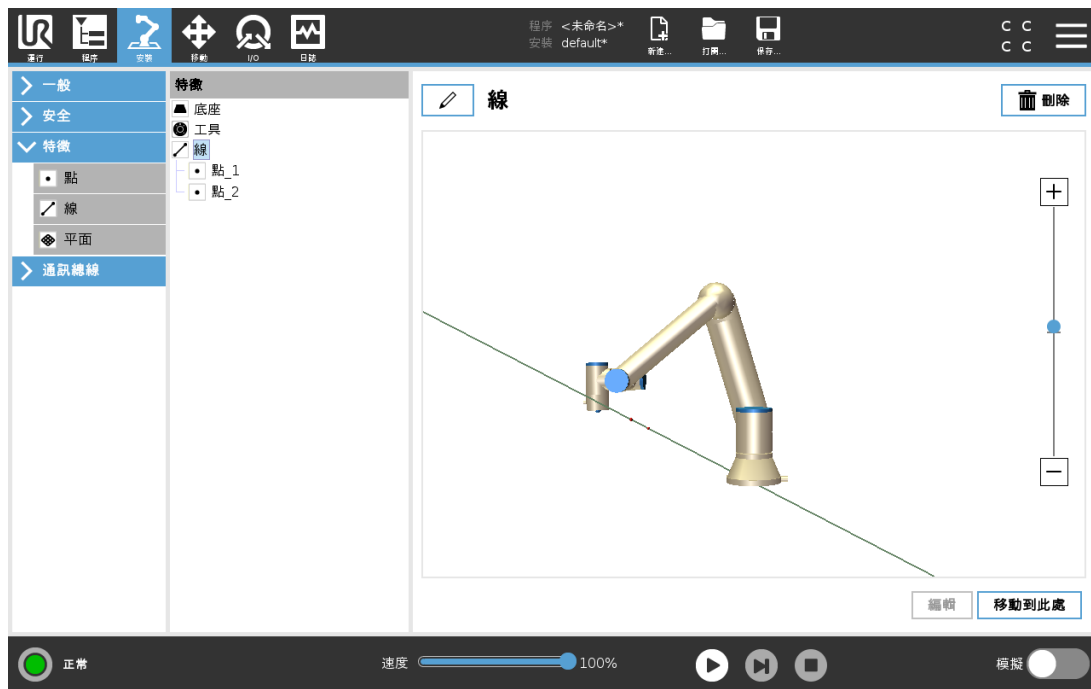 UR
運行
程序
安裝
移動
I/O
日誌
程序 <未命名>*
安裝 default*
新建...
打開...
保存...
C C
C C
一般
安全
特徵
點
線
平面
通訊總線
特徵
底座
工具
線
點_1
點_2
線
刪除
編輯
移動到此處
正常
速度
100%
模擬